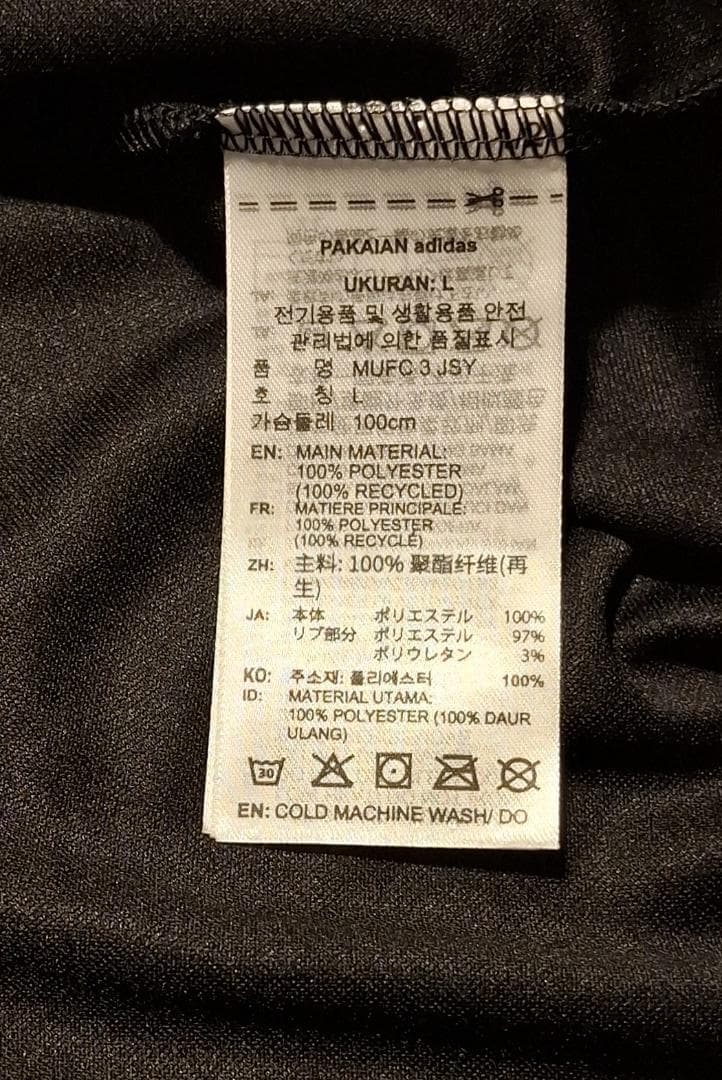 PAKAIAN adidas
UKURAN: L
전기용품 및 생활용품 안전
관리법에 의한 품질표시
품 명 MUFC 3 JSY
호 칭 L
가슴둘레 100cm
EN: MAIN MATERIAL:
100% POLYESTER
(100% RECYCLED)
FR: MATIERE PRINCIPALE:
100% POLYESTER
(100% RECYCLÉ)
ZH: 主料: 100% 聚酯纤维(再
生)
JA: 本体 ポリエステル 100%
リブ部分 ポリエステル 97%
ポリウレタン 3%
KO: 주소재: 폴리에스터 100%
ID: MATERIAL UTAMA:
100% POLYESTER (100% DAUR
ULANG)
30
EN: COLD MACHINE WASH/ DO